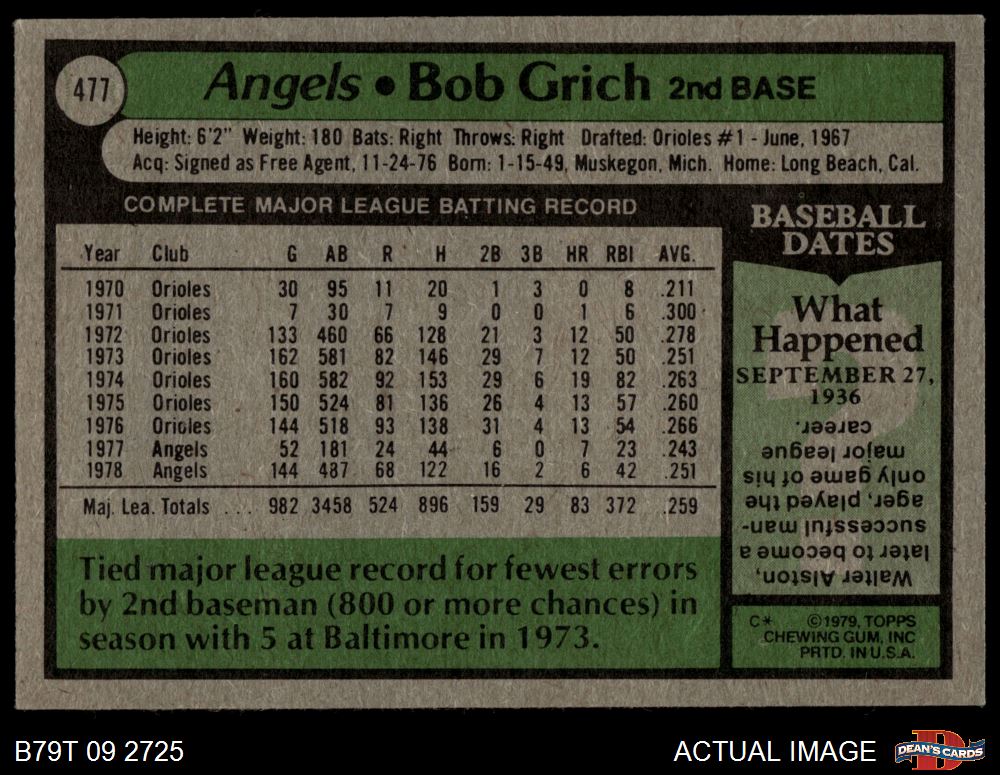 477
Angels • Bob Grich 2nd BASE
Height: 6'2" Weight: 180 Bats: Right Throws: Right Drafted: Orioles #1 - June, 1967
Acq: Signed as Free Agent, 11-24-76 Born: 1-15-49, Muskegon, Mich. Home: Long Beach, Cal.
COMPLETE MAJOR LEAGUE BATTING RECORD
Year Club G AB R H 2B 3B HR RBI AVG.
1970 Orioles 30 95 11 20 1 3 0 8 .211
1971 Orioles 7 30 7 9 0 0 1 6 .300
1972 Orioles 133 460 66 128 21 3 12 50 .278
1973 Orioles 162 581 82 146 29 7 12 50 .251
1974 Orioles 160 582 92 153 29 6 19 82 .263
1975 Orioles 150 524 81 136 26 4 13 57 .260
1976 Orioles 144 518 93 138 31 4 13 54 .266
1977 Angels 52 181 24 44 6 0 7 23 .243
1978 Angels 144 487 68 122 16 2 6 42 .251
Maj. Lea. Totals ... 982 3458 524 896 159 29 83 372 .259
Tied major league record for fewest errors
by 2nd baseman (800 or more chances) in
season with 5 at Baltimore in 1973.
BASEBALL
DATES
What
Happened
SEPTEMBER 27,
1936
Walter Alston,
later to become a
successful man-
ager, played the
only game of his
major league
career.
C* ©1979, TOPPS
CHEWING GUM, INC
PRTD. IN U.S.A.
B79T 09 2725
ACTUAL IMAGE
D
DEAN'S CARDS